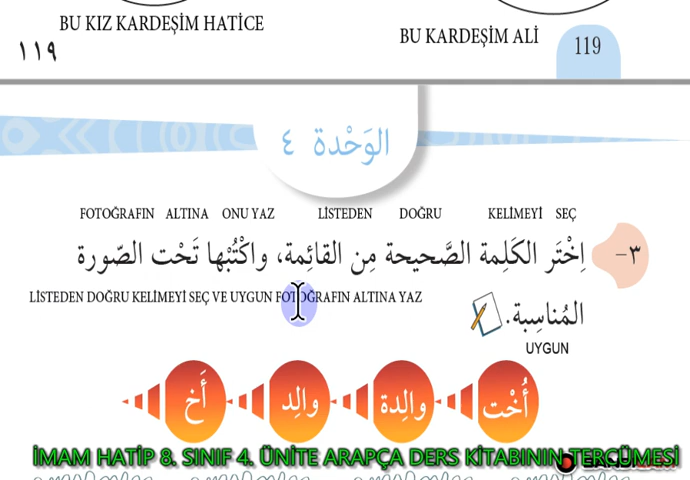 BU KIZ KARDEŞİM HATİCE
BU KARDEŞİM ALİ
١١٩
119
الوَحْدة ٤
FOTOĞRAFIN ALTINA ONU YAZ LİSTEDEN DOĞRU KELİMEYİ SEÇ
٣- اِخْتَر الكَلِمة الصَّحيحة مِن القائِمة، واكْتُبْها تَحْت الصّورة
LİSTEDEN DOĞRU KELİMEYİ SEÇ VE UYGUN FOTOĞRAFIN ALTINA YAZ
المُناسِبة.
UYGUN
أُخْت والِدة والِد أَخ
İMAM HATİP 8. SINIF 4. ÜNİTE ARAPÇA DERS KİTABININ TERCÜMESİ